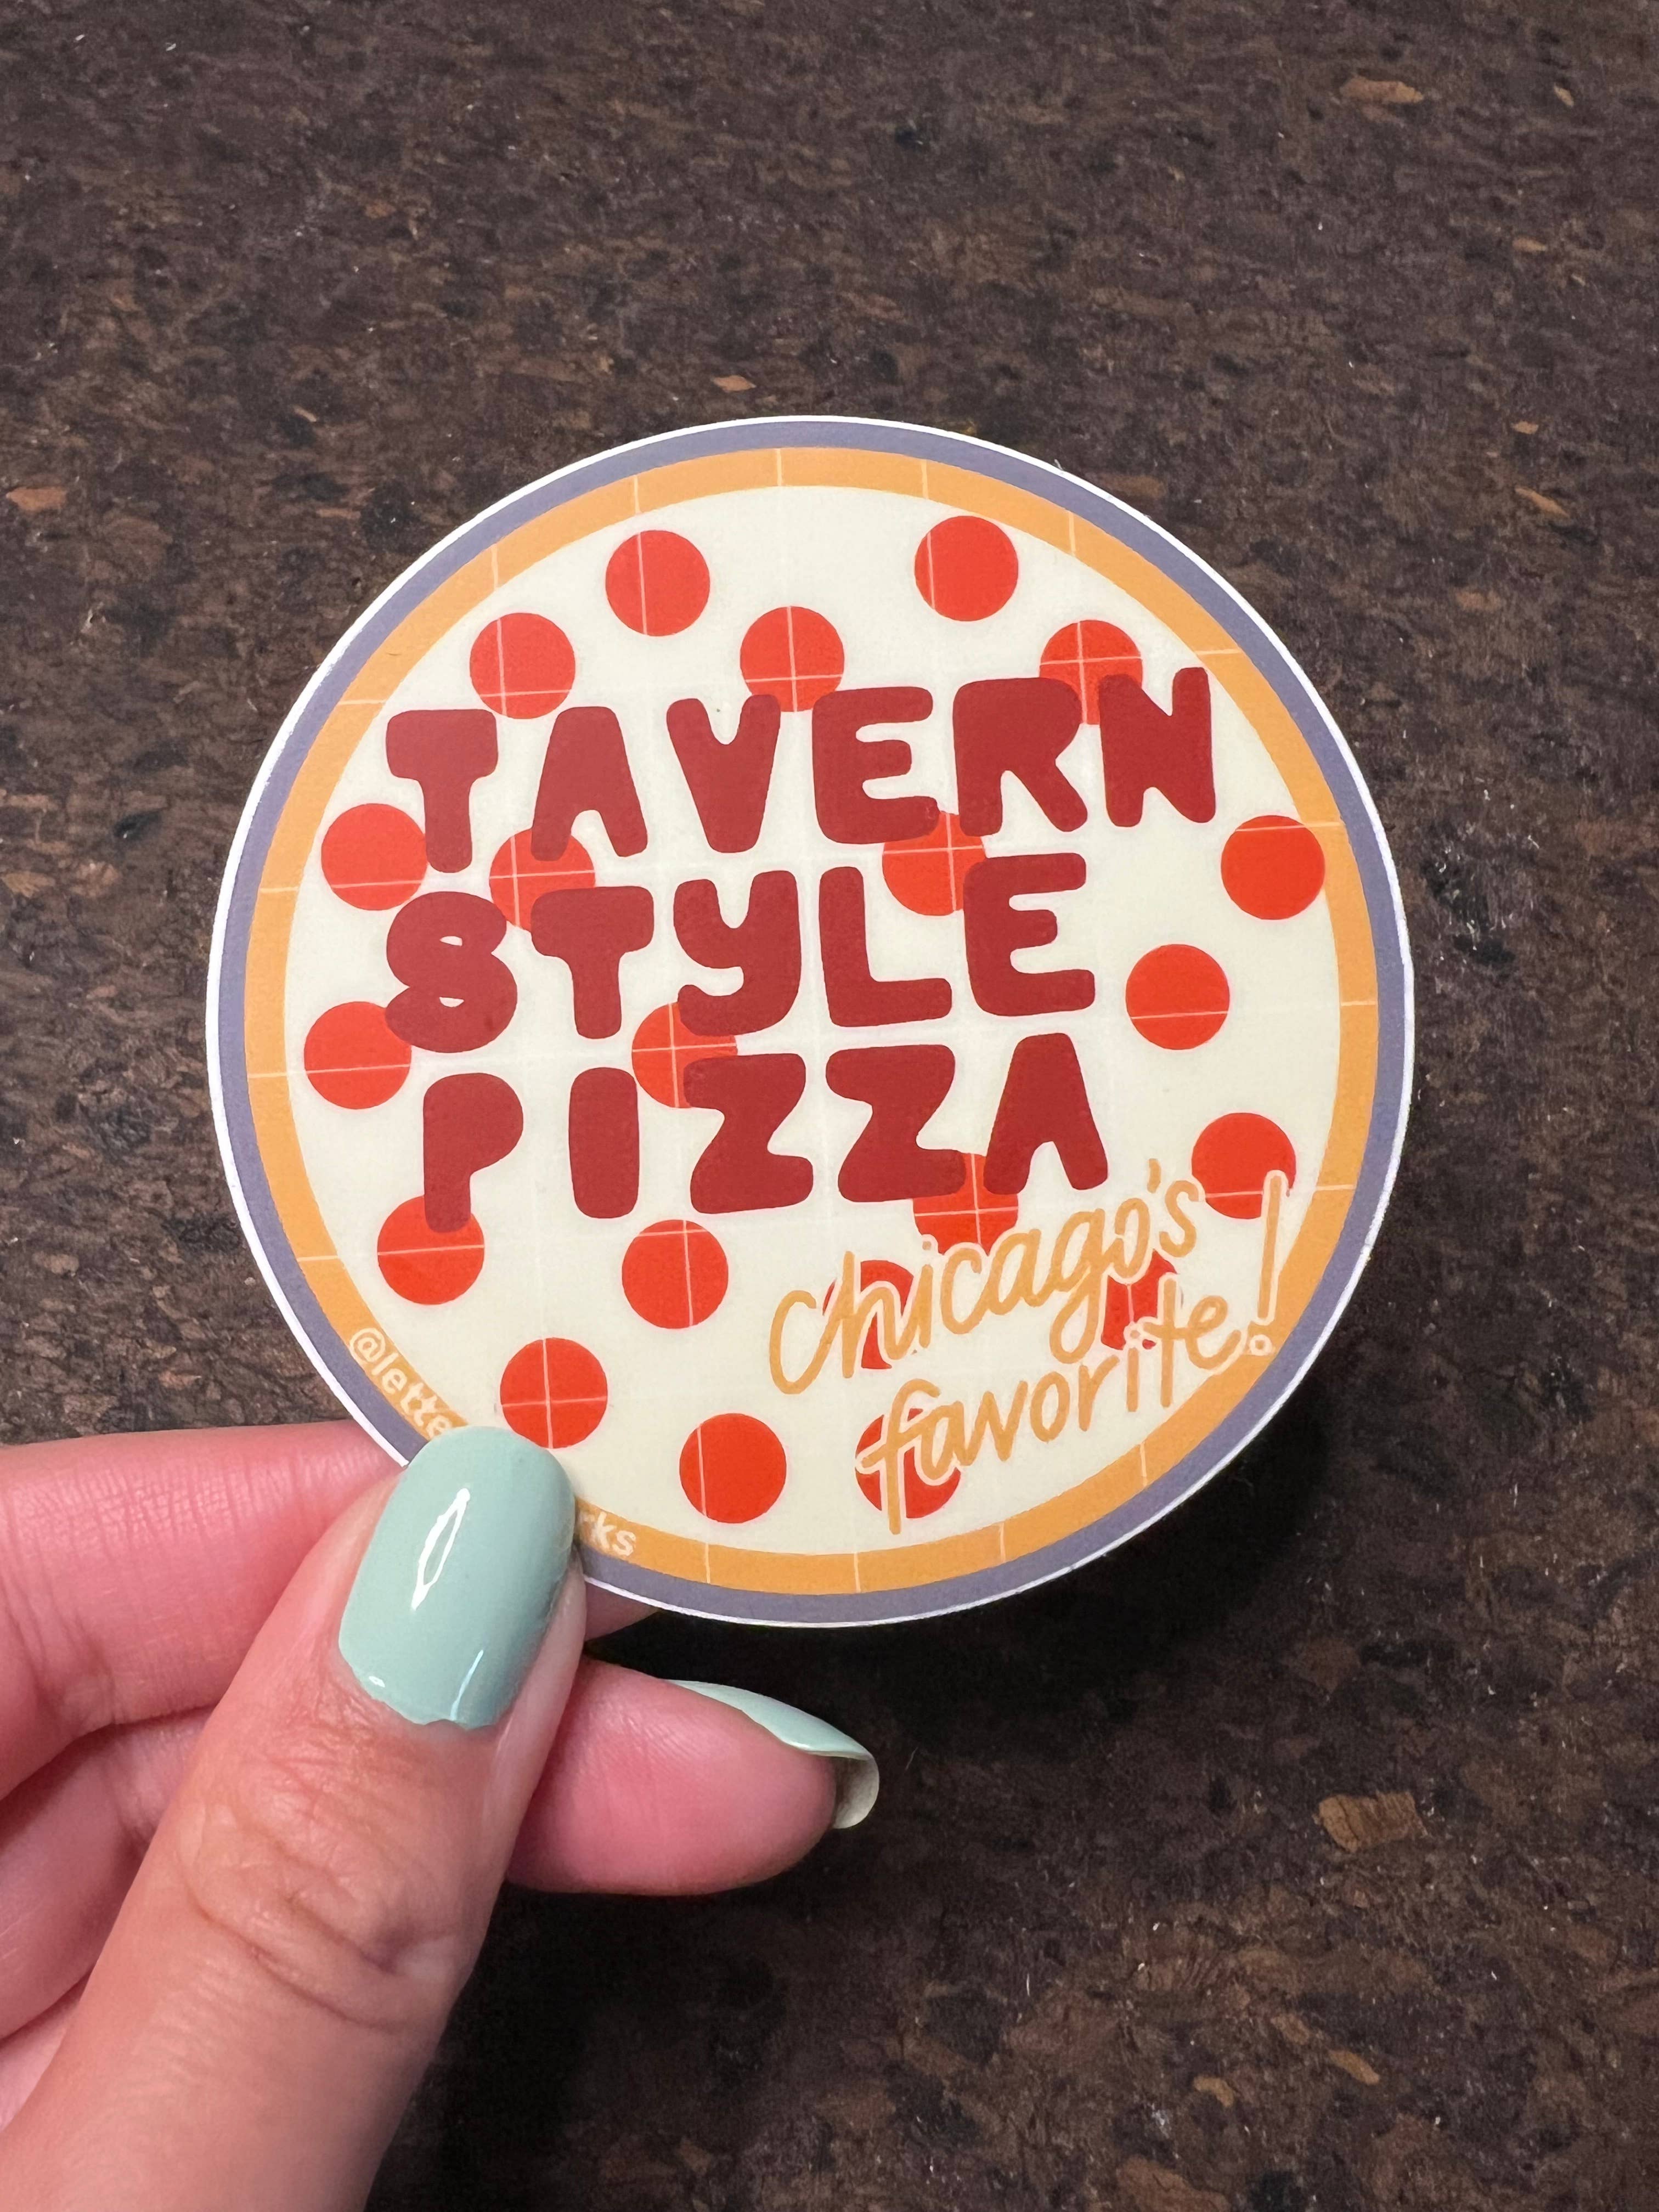 TAVERN
STYLE
PIZZA
chicago's
favorite!